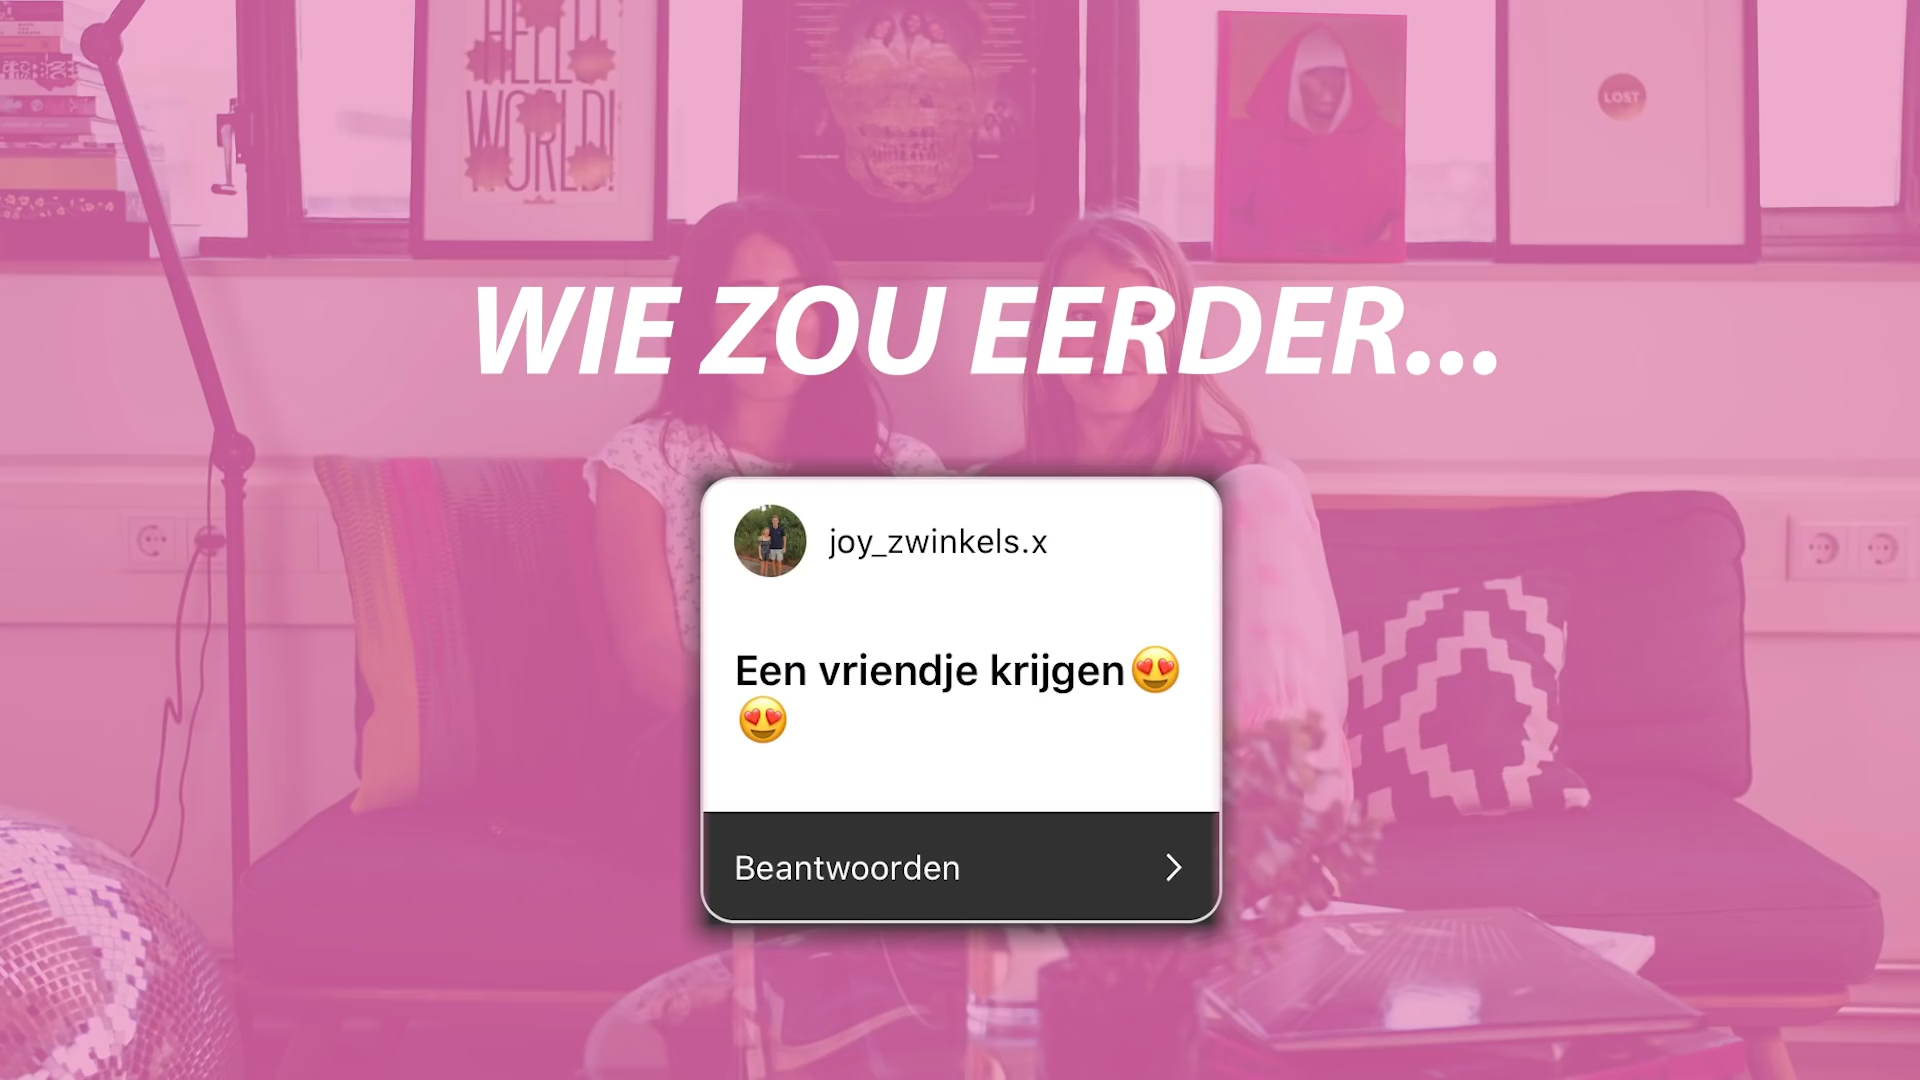 HELLO
WORLD!
LOST
WIE ZOU EERDER...
joy_zwinkels.x
Een vriendje krijgen😍
😍
Beantwoorden